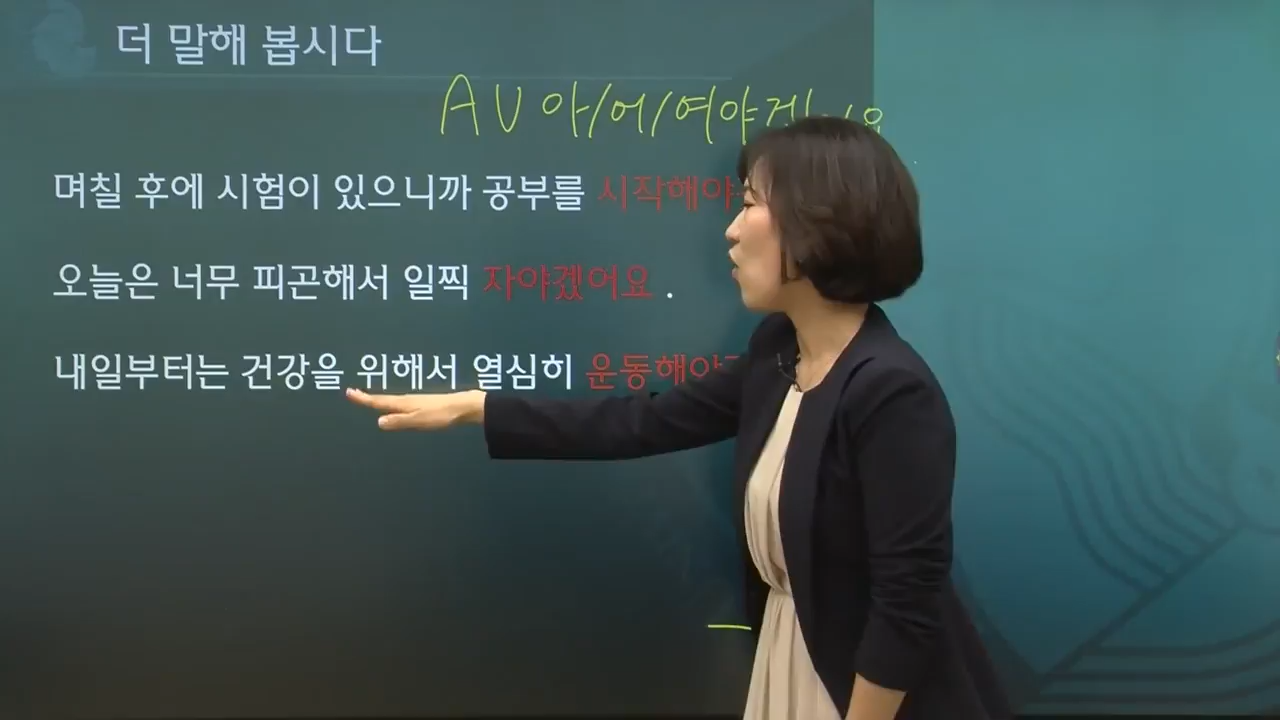 더 말해 봅시다
AV 아/어/여야겠
며칠 후에 시험이 있으니까 공부를 시작해야
오늘은 너무 피곤해서 일찍 자야겠어요 .
내일부터는 건강을 위해서 열심히 운동해야